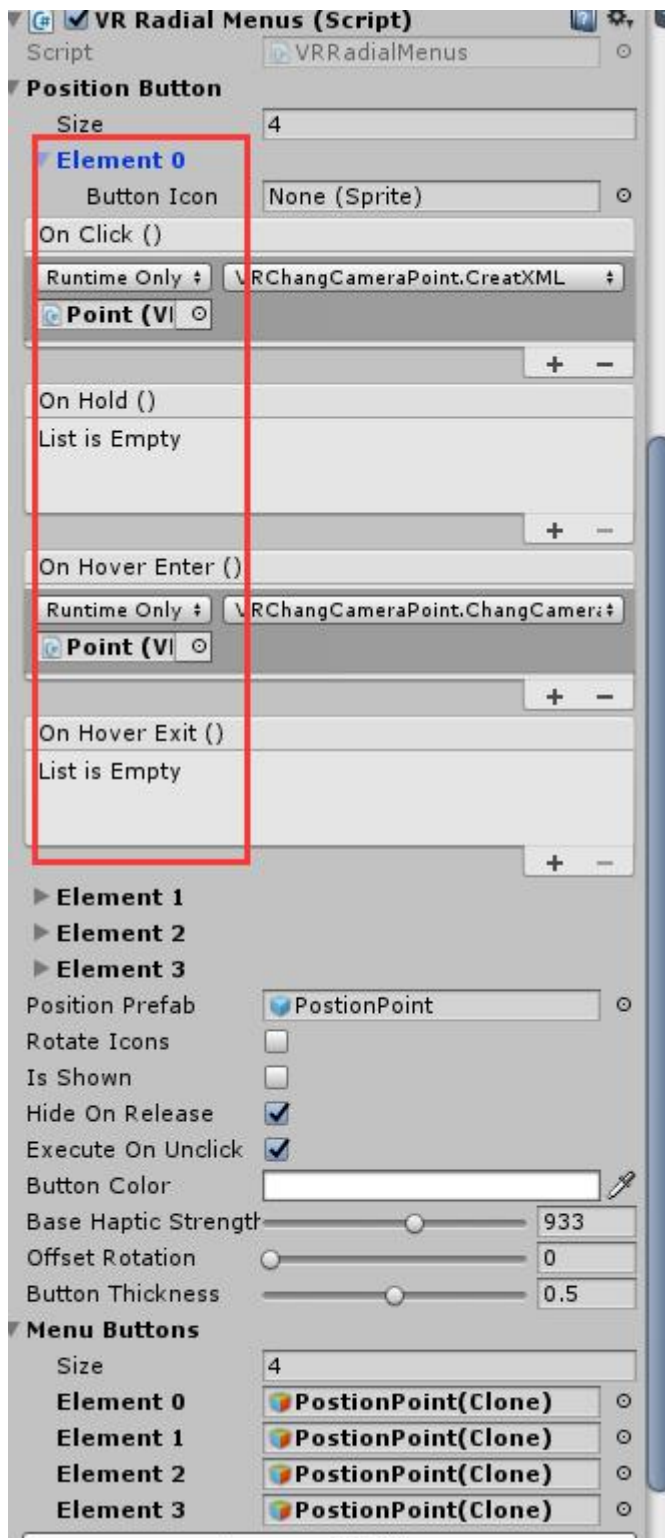 VR Radial Menus (Script)
Script VRRadialMenus
Position Button
Size 4
Element 0
Button Icon None (Sprite)
On Click ()
Runtime Only VRChangCameraPoint.CreatXML
Point (VI
On Hold ()
List is Empty
On Hover Enter ()
Runtime Only VRChangCameraPoint.ChangCamera
Point (VI
On Hover Exit ()
List is Empty
Element 1
Element 2
Element 3
Position Prefab PostionPoint
Rotate Icons
Is Shown
Hide On Release
Execute On Unclick
Button Color
Base Haptic Strength 933
Offset Rotation 0
Button Thickness 0.5
Menu Buttons
Size 4
Element 0 PostionPoint(Clone)
Element 1 PostionPoint(Clone)
Element 2 PostionPoint(Clone)
Element 3 PostionPoint(Clone)